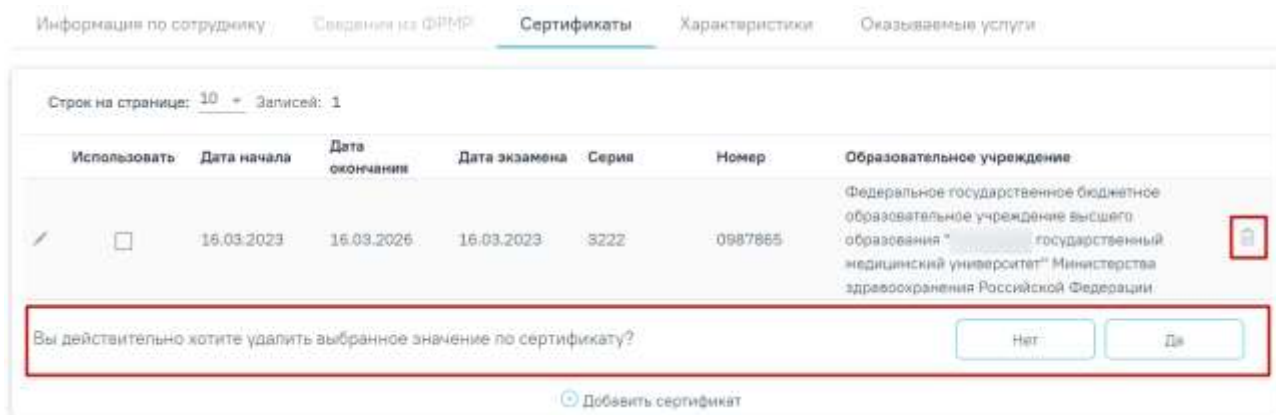 Информация по сотруднику Сведения из ФРМР Сертификаты Характеристики Оказываемые услуги
Строк на странице: 10 Записей: 1
Использовать Дата начала Дата окончания Дата экзамена Серия Номер Образовательное учреждение
16.03.2023 16.03.2026 16.03.2023 3222 0987865
Федеральное государственное бюджетное
образовательное учреждение высшего
образования " государственный
медицинский университет" Министерства
здравоохранения Российской Федерации
Вы действительно хотите удалить выбранное значение по сертификату? Нет Да
Добавить сертификат